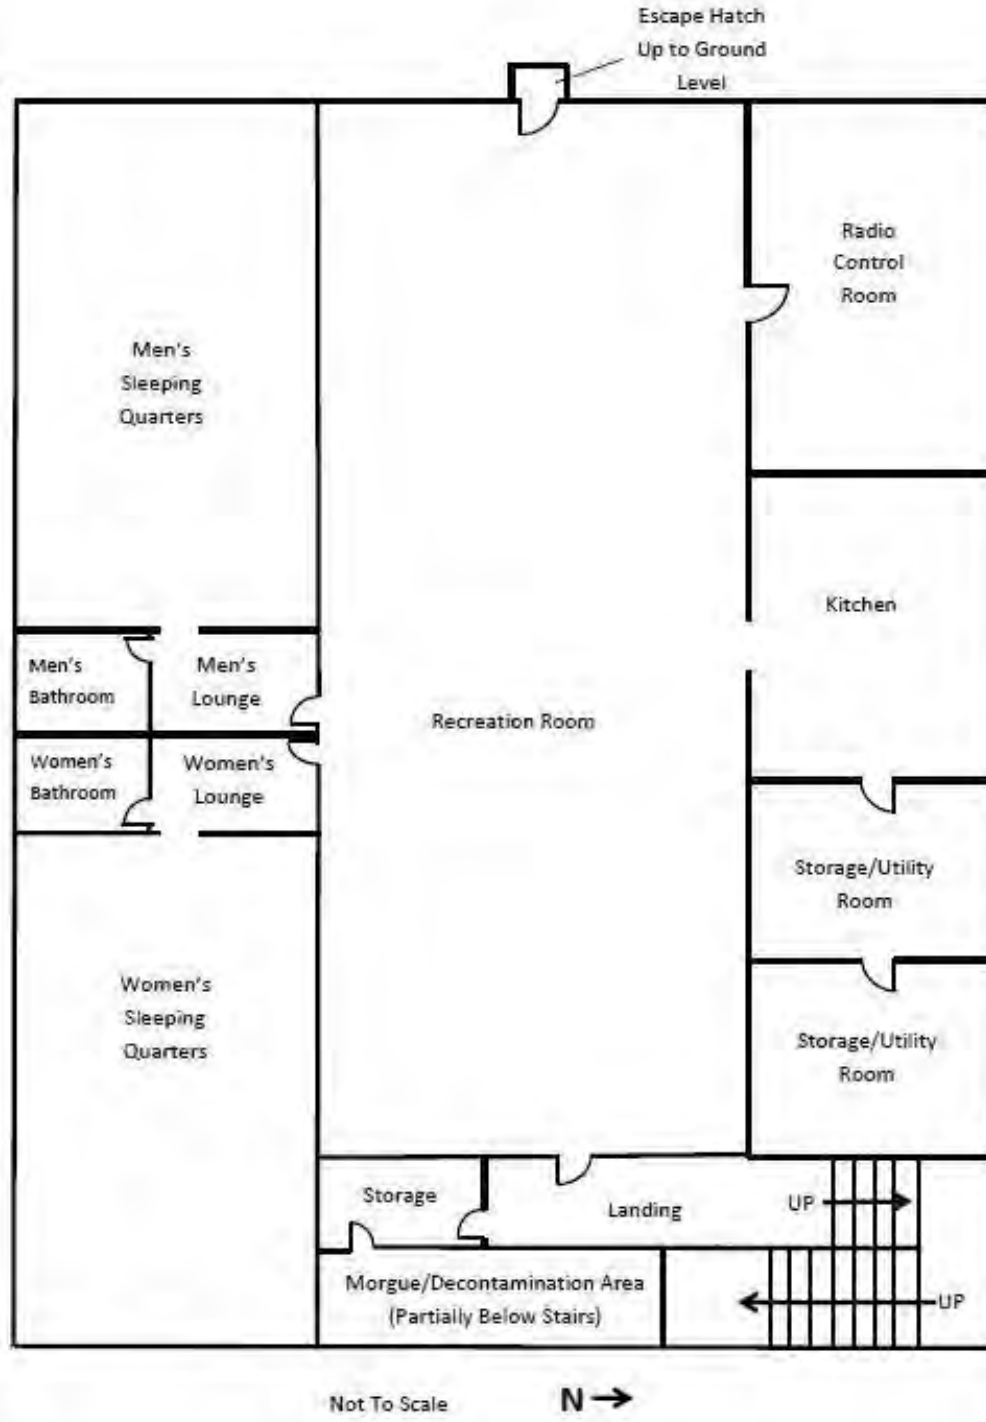 Escape Hatch
Up to Ground
Level
Radio
Control
Room
Men's
Sleeping
Quarters
Kitchen
Men's
Bathroom
Men's
Lounge
Recreation Room
Women's
Bathroom
Women's
Lounge
Storage/Utility
Room
Women's
Sleeping
Quarters
Storage/Utility
Room
Storage
Landing
UP
Morgue/Decontamination Area
(Partially Below Stairs)
UP
Not To Scale
N